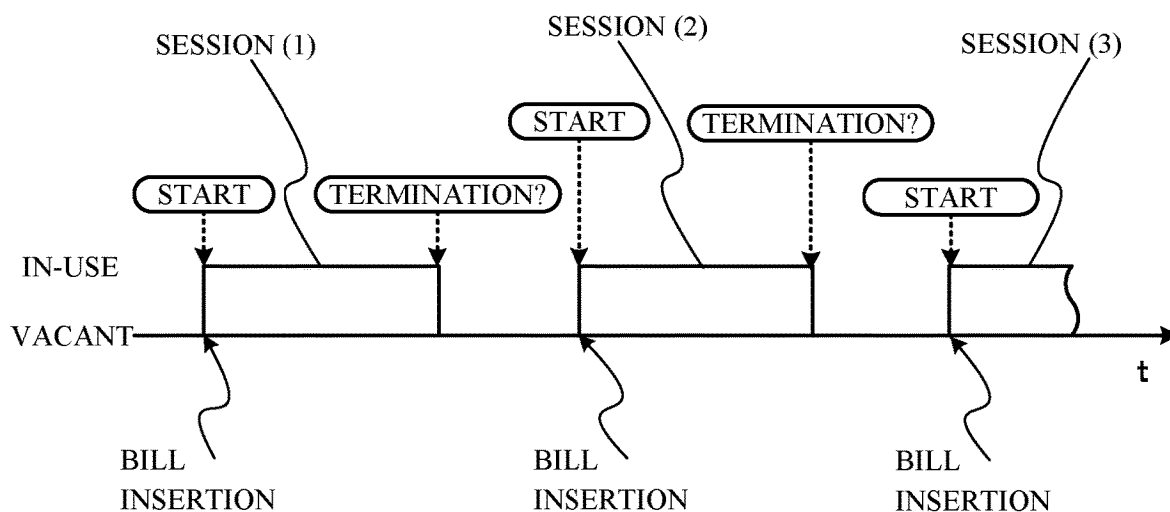 SESSION (1)
SESSION (2)
SESSION (3)
START
TERMINATION?
START
TERMINATION?
START
IN-USE
VACANT
t
BILL
INSERTION
BILL
INSERTION
BILL
INSERTION